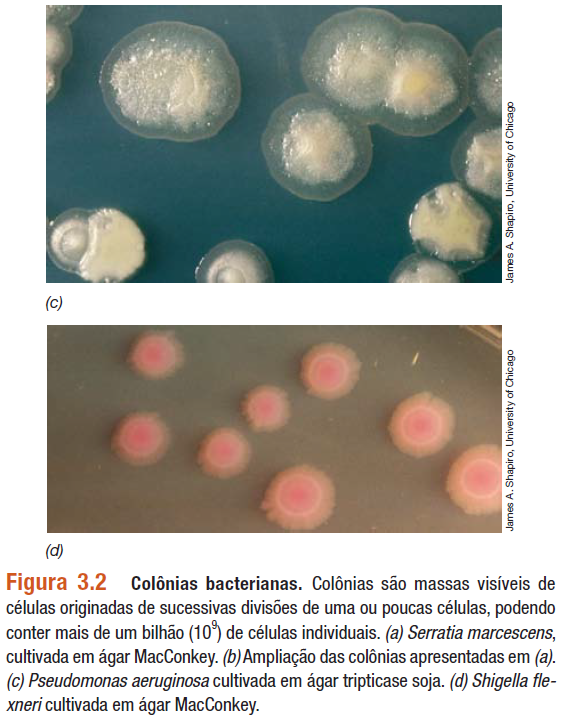 James A. Shapiro, University of Chicago
(c)
James A. Shapiro, University of Chicago
(d)
Figura 3.2 Colônias bacterianas. Colônias são massas visíveis de
células originadas de sucessivas divisões de uma ou poucas células, podendo
conter mais de um bilhão (10⁹) de células individuais. (a) Serratia marcescens,
cultivada em ágar MacConkey. (b) Ampliação das colônias apresentadas em (a).
(c) Pseudomonas aeruginosa cultivada em ágar tripticase soja. (d) Shigella fle-
xneri cultivada em ágar MacConkey.